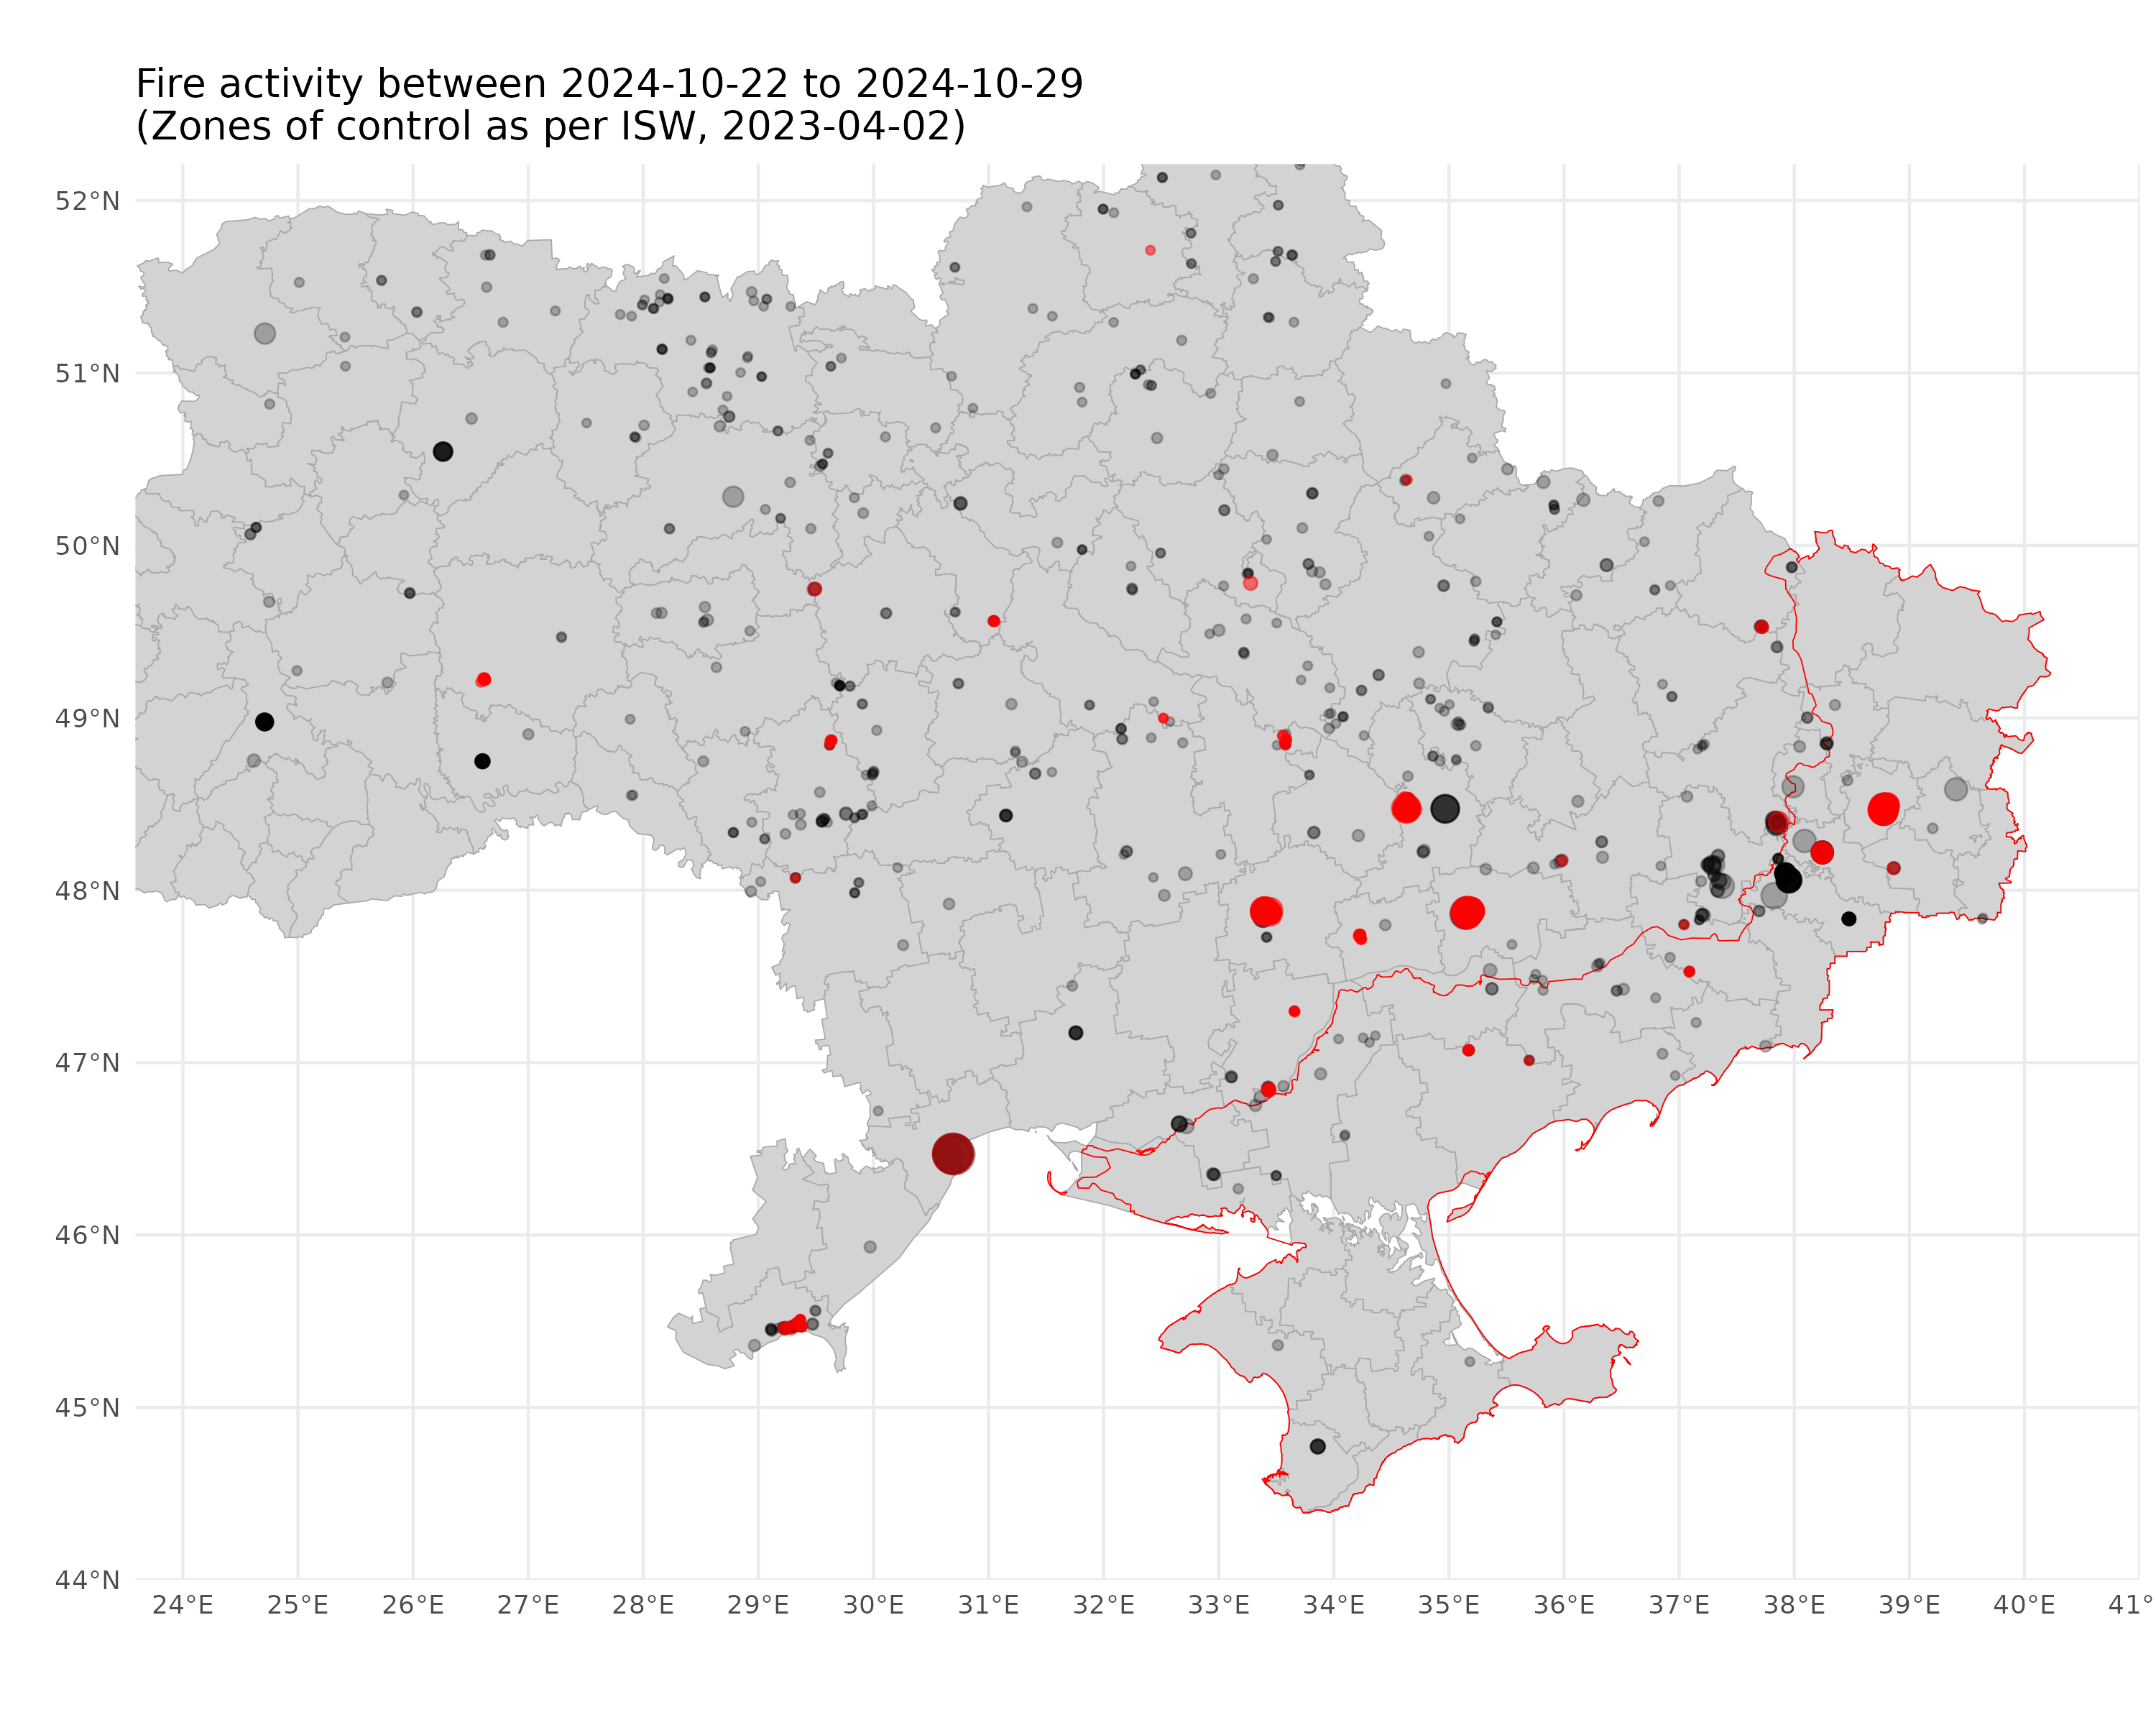 Fire activity between 2024-10-22 to 2024-10-29
(Zones of control as per ISW, 2023-04-02)
52°N
51°N
50°N
49°N
48°N
47°N
46°N
45°N
44°N
24°E 25°E 26°E 27°E 28°E 29°E 30°E 31°E 32°E 33°E 34°E 35°E 36°E 37°E 38°E 39°E 40°E 41°